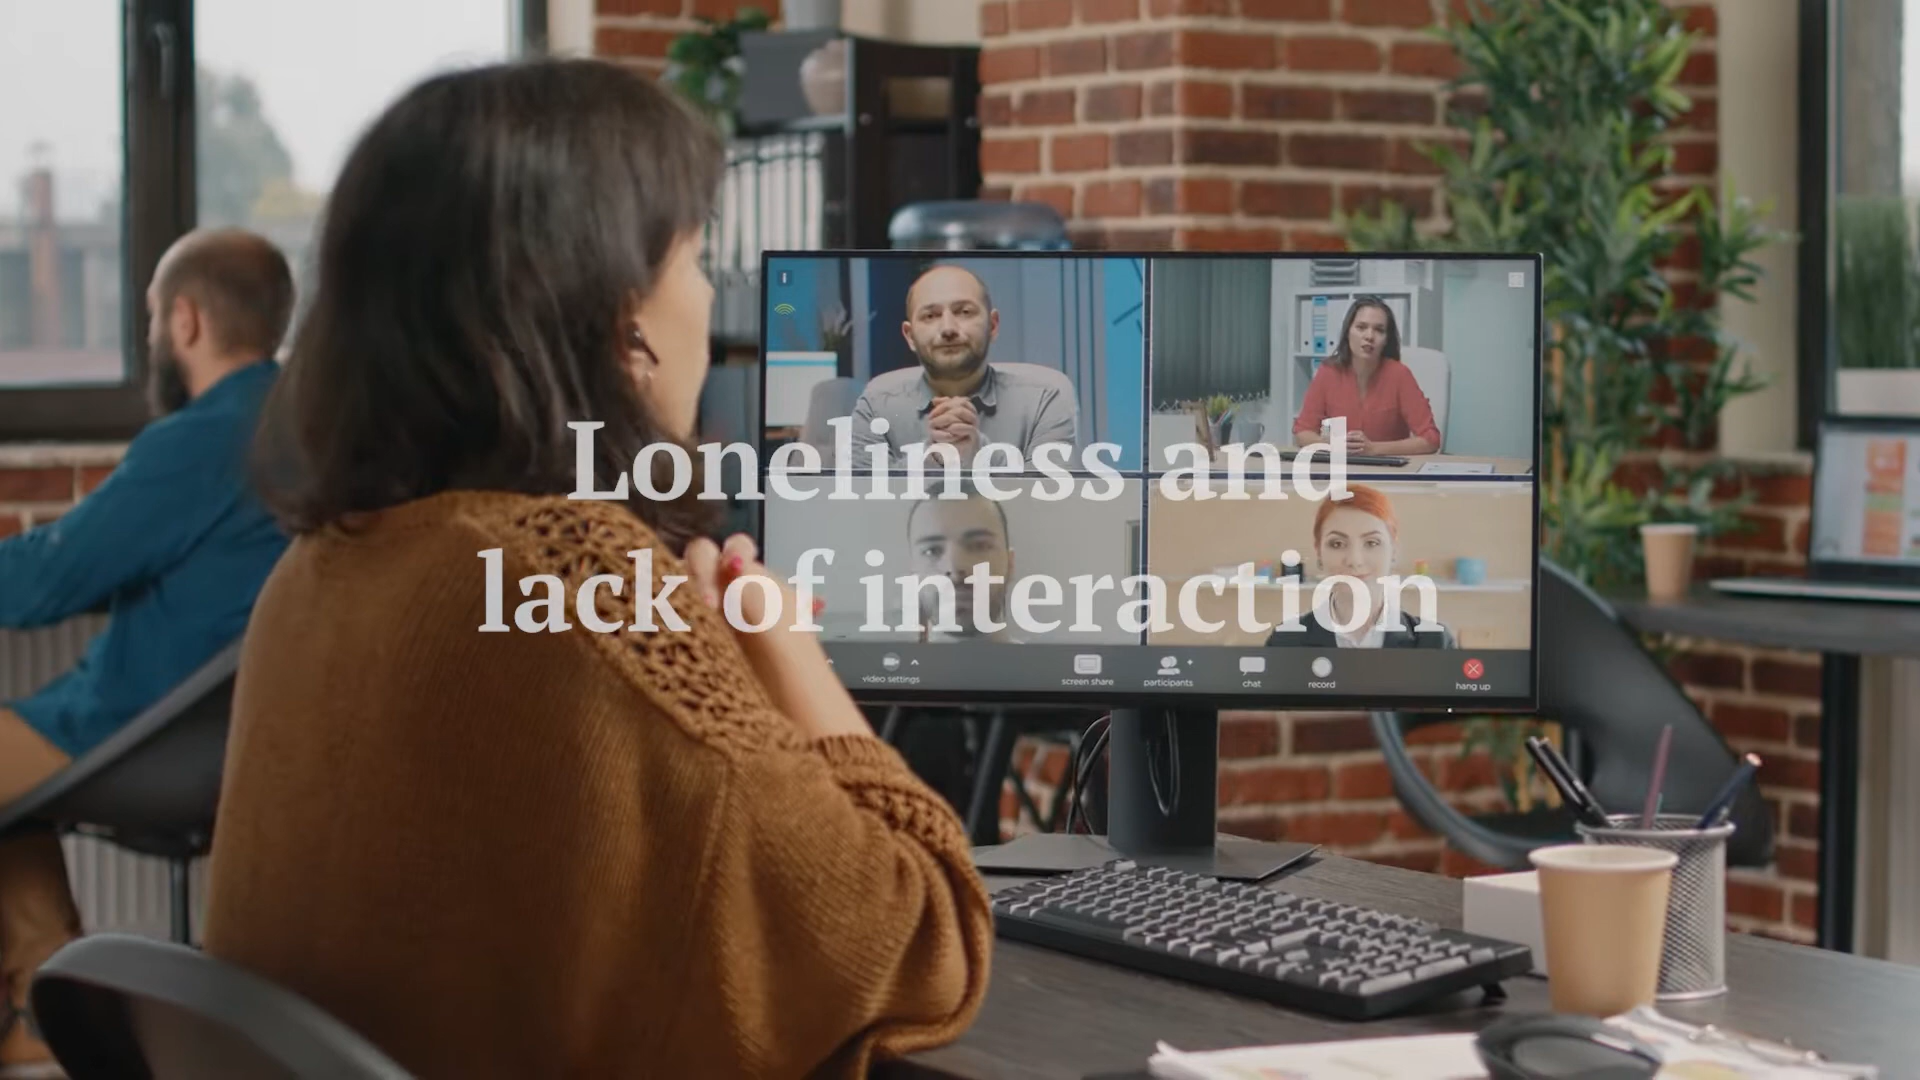 Loneliness and
lack of interaction
video settings
screen share
participants
chat
record
hang up